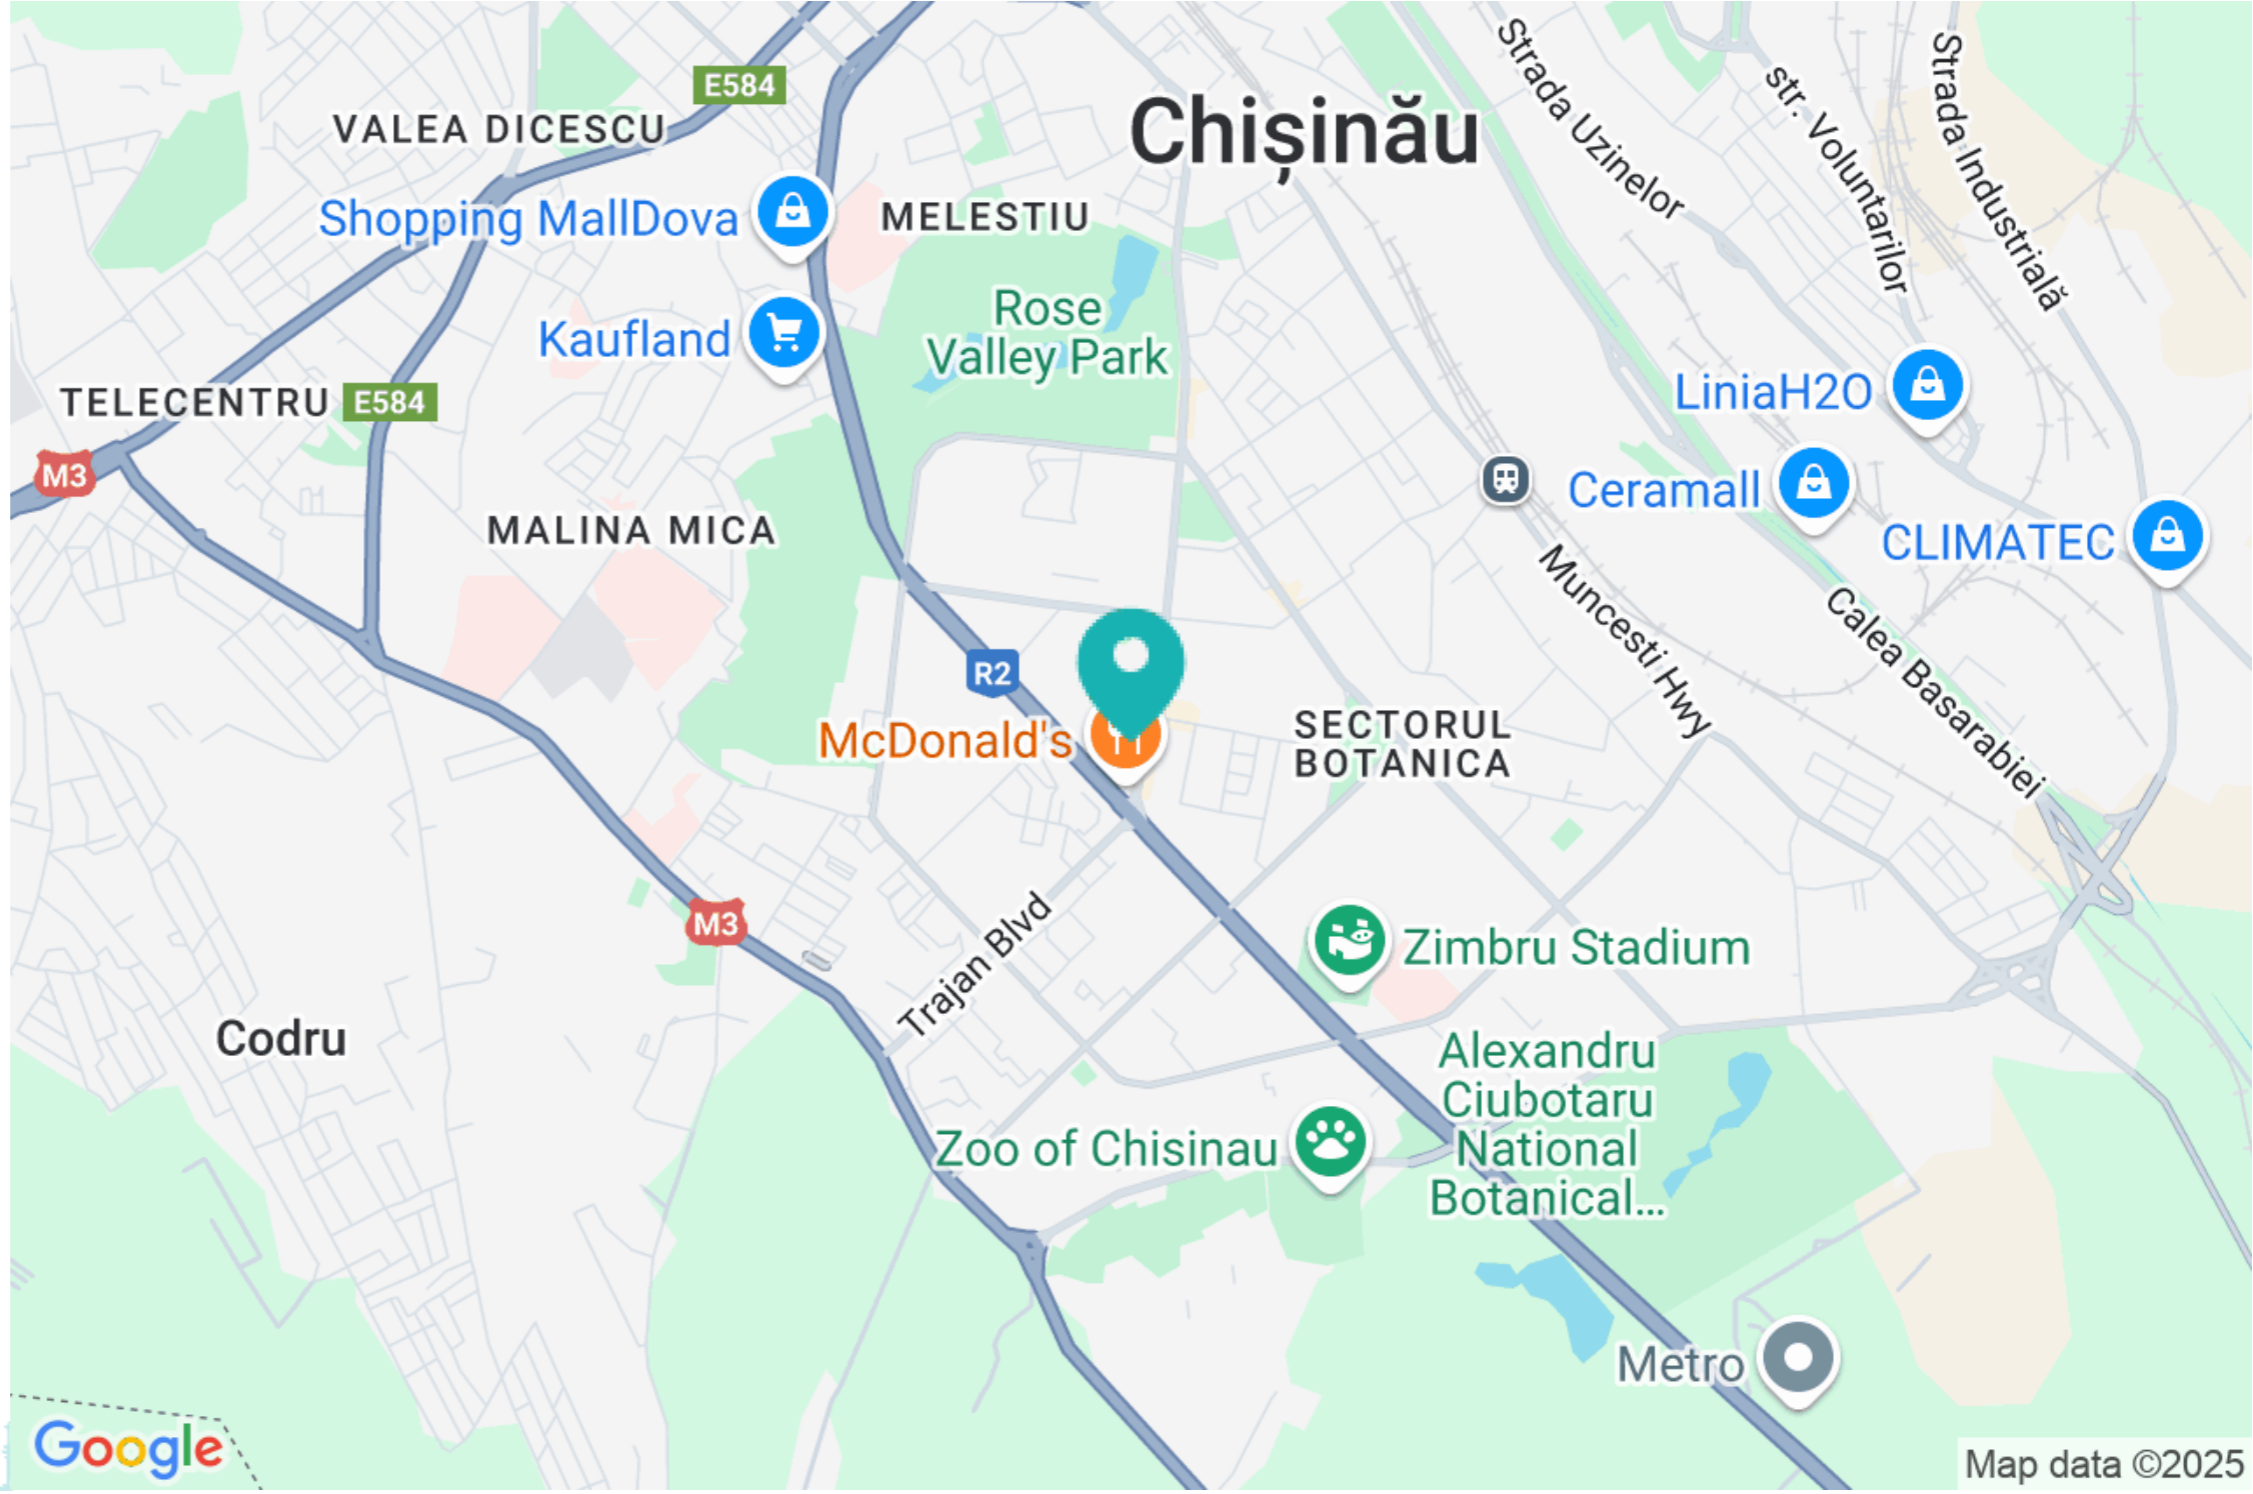 E584
VALEA DICESCU
Chișinău
Strada Uzinelor
str. Voluntarilor
Strada Industrială
Shopping MallDova
MELESTIU
Rose
Valley Park
Kaufland
TELECENTRU
E584
M3
LiniaH2O
Ceramall
CLIMATEC
MALINA MICA
Muncesti Hwy
Calea Basarabiei
R2
McDonald's
SECTORUL
BOTANICA
M3
Trajan Blvd
Zimbru Stadium
Codru
Alexandru
Ciubotaru
National
Botanical...
Zoo of Chisinau
Metro
Google
Map data ©2025